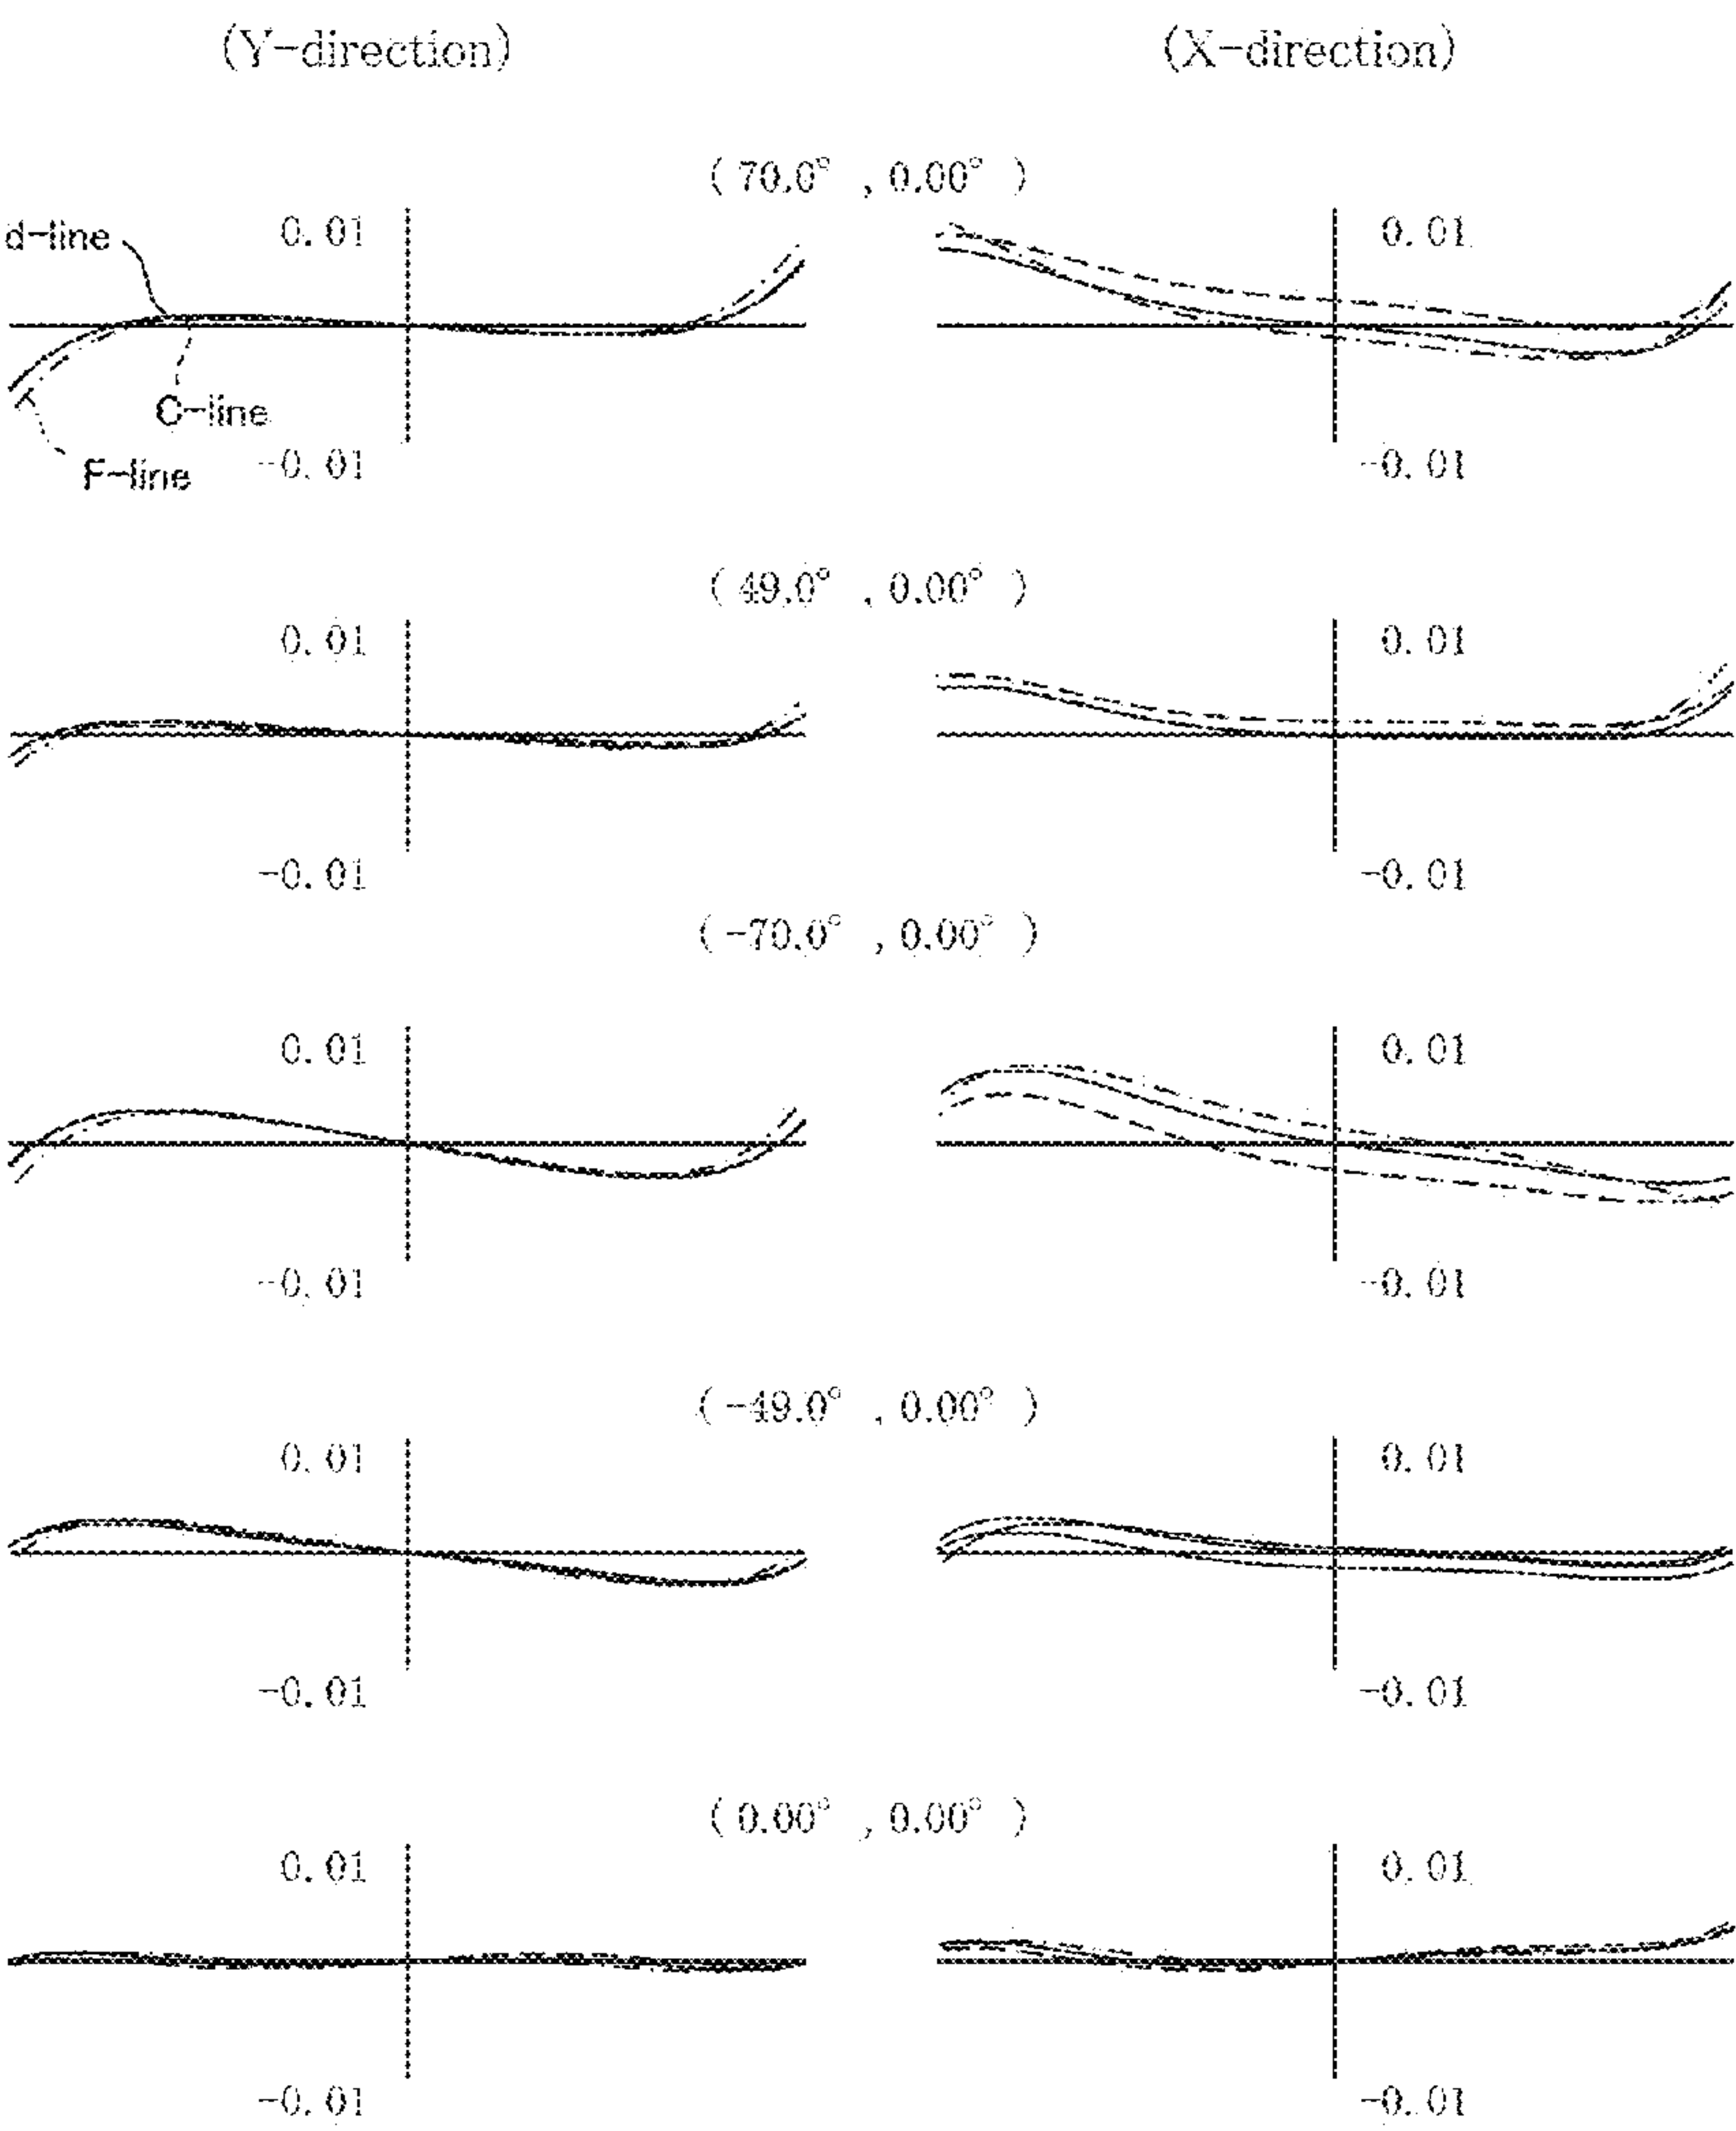 (Y-direction) (X-direction)
( 70.0° , 0.00° )
d-line 0.01 0.01
C-line
F-line -0.01 -0.01
( 49.0° , 0.00° )
0.01 0.01
-0.01 -0.01
( -70.0° , 0.00° )
0.01 0.01
-0.01 -0.01
( -49.0° , 0.00° )
0.01 0.01
-0.01 -0.01
( 0.00° , 0.00° )
0.01 0.01
-0.01 -0.01